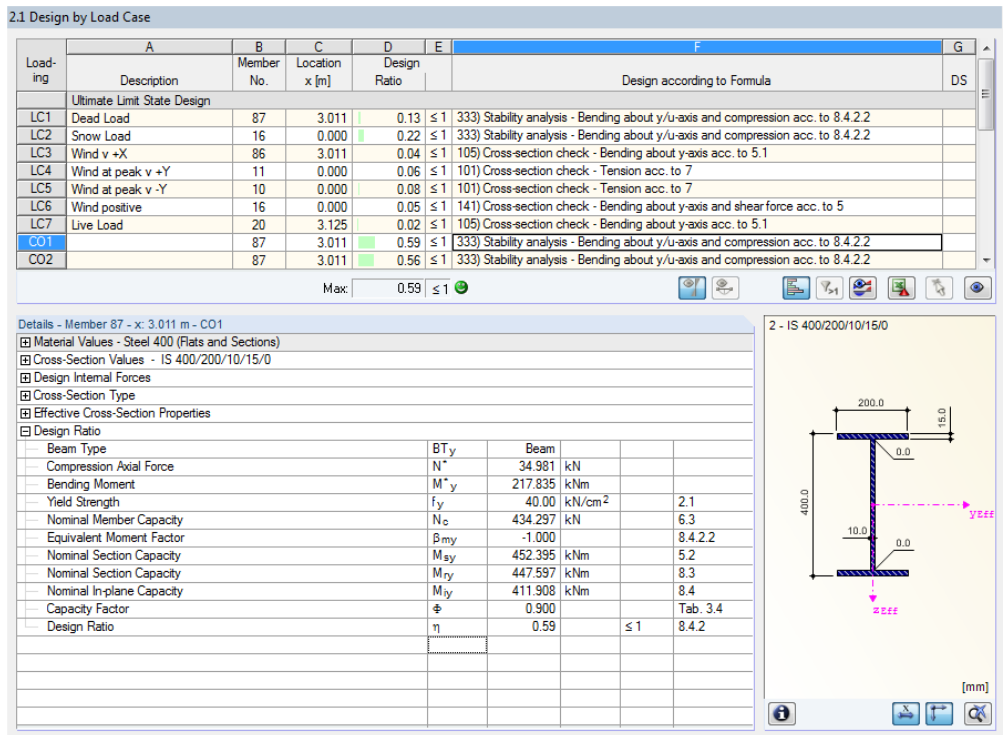 2.1 Design by Load Case
A B C D E F G
Load- Member Location Design
ing Description No. x [m] Ratio Design according to Formula DS
Ultimate Limit State Design
LC1 Dead Load 87 3.011 0.13 ≤ 1 333) Stability analysis - Bending about y/u-axis and compression acc. to 8.4.2.2
LC2 Snow Load 16 0.000 0.22 ≤ 1 333) Stability analysis - Bending about y/u-axis and compression acc. to 8.4.2.2
LC3 Wind v +X 86 3.011 0.04 ≤ 1 105) Cross-section check - Bending about y-axis acc. to 5.1
LC4 Wind at peak v +Y 11 0.000 0.06 ≤ 1 101) Cross-section check - Tension acc. to 7
LC5 Wind at peak v -Y 10 0.000 0.08 ≤ 1 101) Cross-section check - Tension acc. to 7
LC6 Wind positive 16 0.000 0.05 ≤ 1 141) Cross-section check - Bending about y-axis and shear force acc. to 5
LC7 Live Load 20 3.125 0.02 ≤ 1 105) Cross-section check - Bending about y-axis acc. to 5.1
CO1 87 3.011 0.59 ≤ 1 333) Stability analysis - Bending about y/u-axis and compression acc. to 8.4.2.2
CO2 87 3.011 0.56 ≤ 1 333) Stability analysis - Bending about y/u-axis and compression acc. to 8.4.2.2
Max: 0.59 ≤ 1
Details - Member 87 - x: 3.011 m - CO1
Material Values - Steel 400 (Flats and Sections)
Cross-Section Values - IS 400/200/10/15/0
Design Internal Forces
Cross-Section Type
Effective Cross-Section Properties
Design Ratio
Beam Type BTy Beam
Compression Axial Force N* 34.981 kN
Bending Moment M*y 217.835 kNm
Yield Strength fy 40.00 kN/cm2 2.1
Nominal Member Capacity Nc 434.297 kN 6.3
Equivalent Moment Factor βmy -1.000 8.4.2.2
Nominal Section Capacity Msy 452.395 kNm 5.2
Nominal Section Capacity Mry 447.597 kNm 8.3
Nominal In-plane Capacity Miy 411.908 kNm 8.4
Capacity Factor Φ 0.900 Tab. 3.4
Design Ratio η 0.59 ≤ 1 8.4.2
2 - IS 400/200/10/15/0
200.0
15.0
0.0
400.0
yEff
10.0
0.0
zEff
[mm]